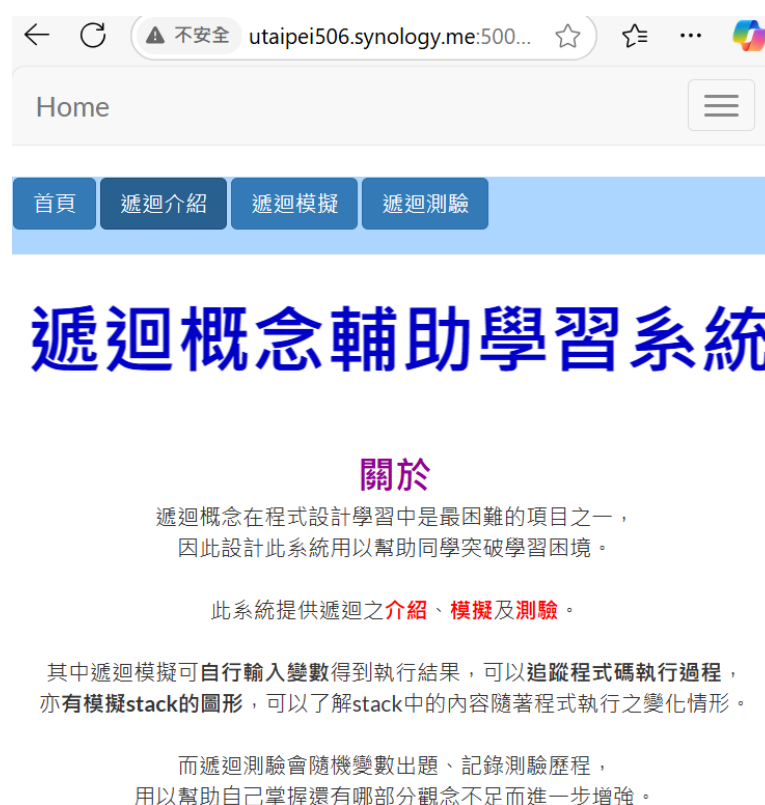 不安全 utaipei506.synology.me:500...
Home
首頁 遞迴介紹 遞迴模擬 遞迴測驗
遞迴概念輔助學習系統
關於
遞迴概念在程式設計學習中是最困難的項目之一，
因此設計此系統用以幫助同學突破學習困境。
此系統提供遞迴之介紹、模擬及測驗。
其中遞迴模擬可自行輸入變數得到執行結果，可以追蹤程式碼執行過程，
亦有模擬stack的圖形，可以了解stack中的內容隨著程式執行之變化情形。
而遞迴測驗會隨機變數出題、記錄測驗歷程，
用以幫助自己掌握還有哪部分觀念不足而進一步增強。